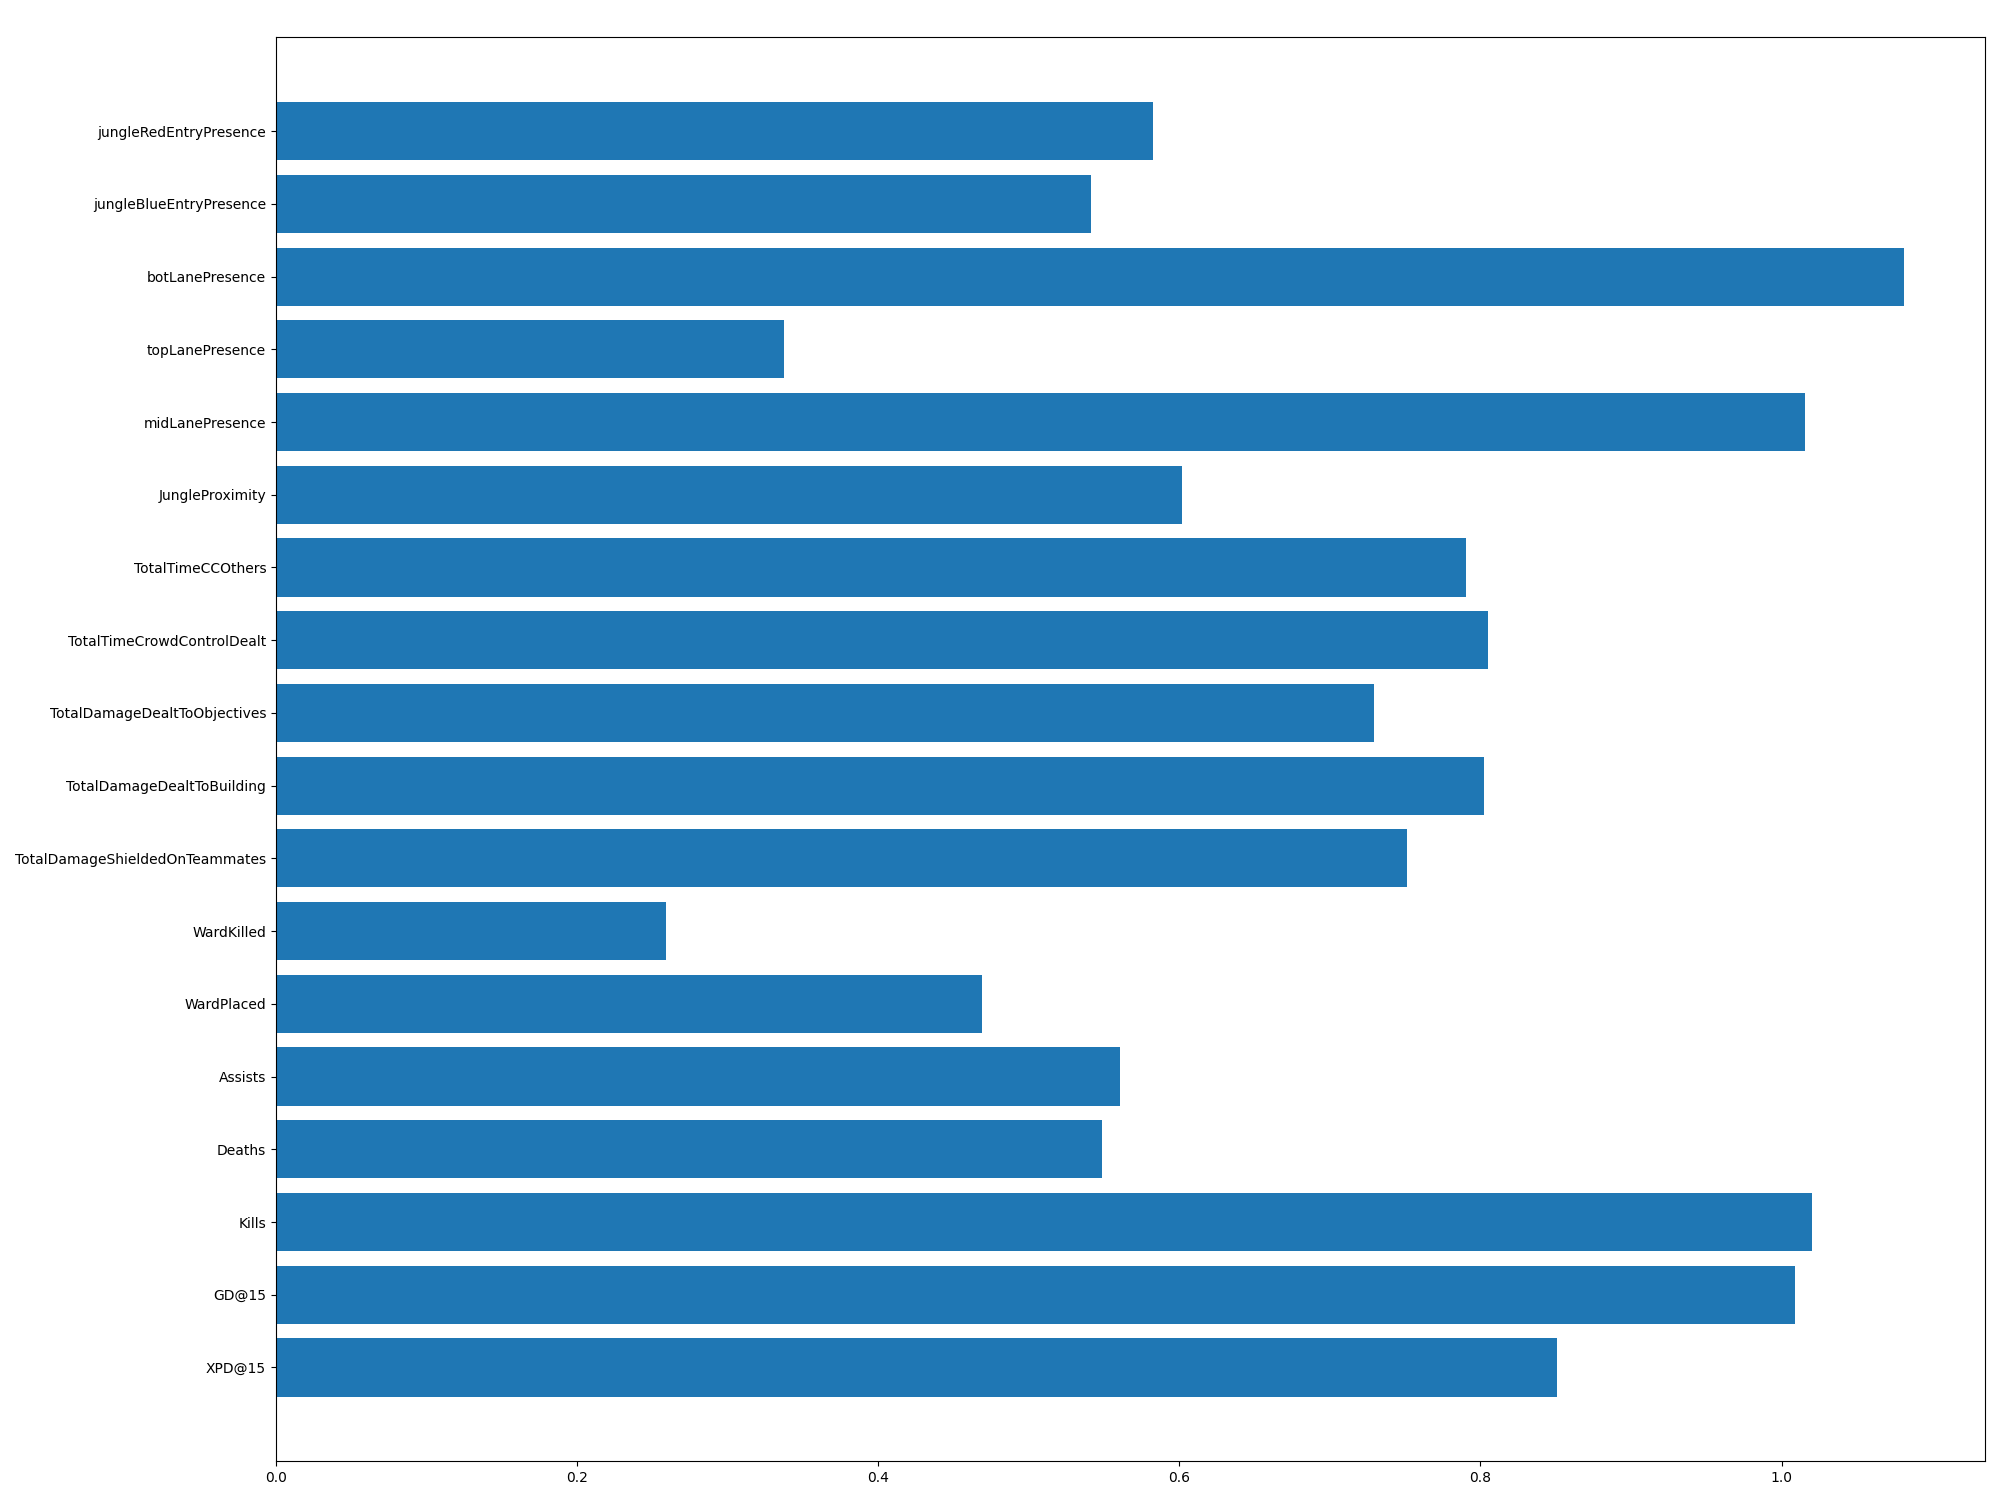 jungleRedEntryPresence
jungleBlueEntryPresence
botLanePresence
topLanePresence
midLanePresence
JungleProximity
TotalTimeCCOthers
TotalTimeCrowdControlDealt
TotalDamageDealtToObjectives
TotalDamageDealtToBuilding
TotalDamageShieldedOnTeammates
WardKilled
WardPlaced
Assists
Deaths
Kills
GD@15
XPD@15
0.0 0.2 0.4 0.6 0.8 1.0